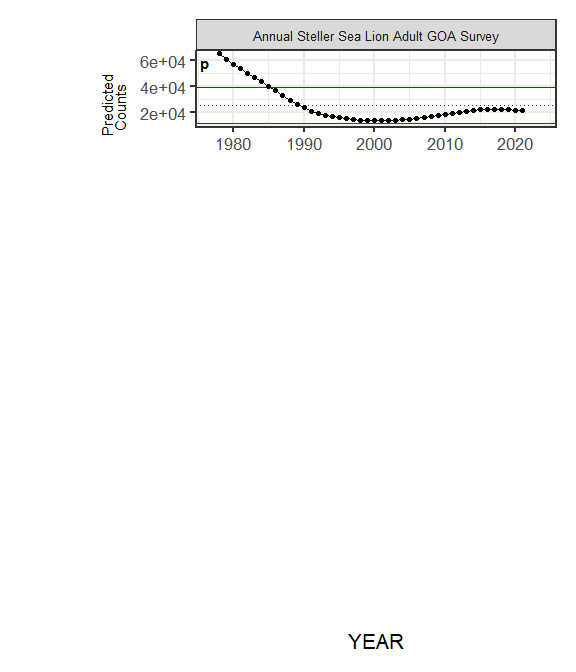 Annual Steller Sea Lion Adult GOA Survey
p
Predicted
Counts
6e+04
4e+04
2e+04
1980 1990 2000 2010 2020
YEAR